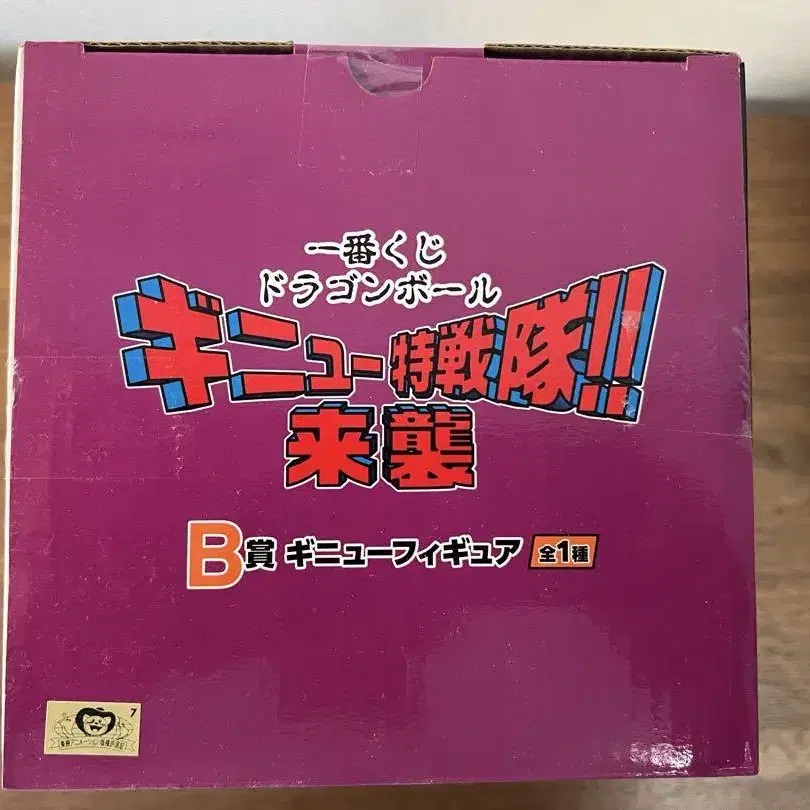 一番くじ
ドラゴンボール
ギニュー特戦隊!!
来襲
B賞 ギニューフィギュア 全1種
7